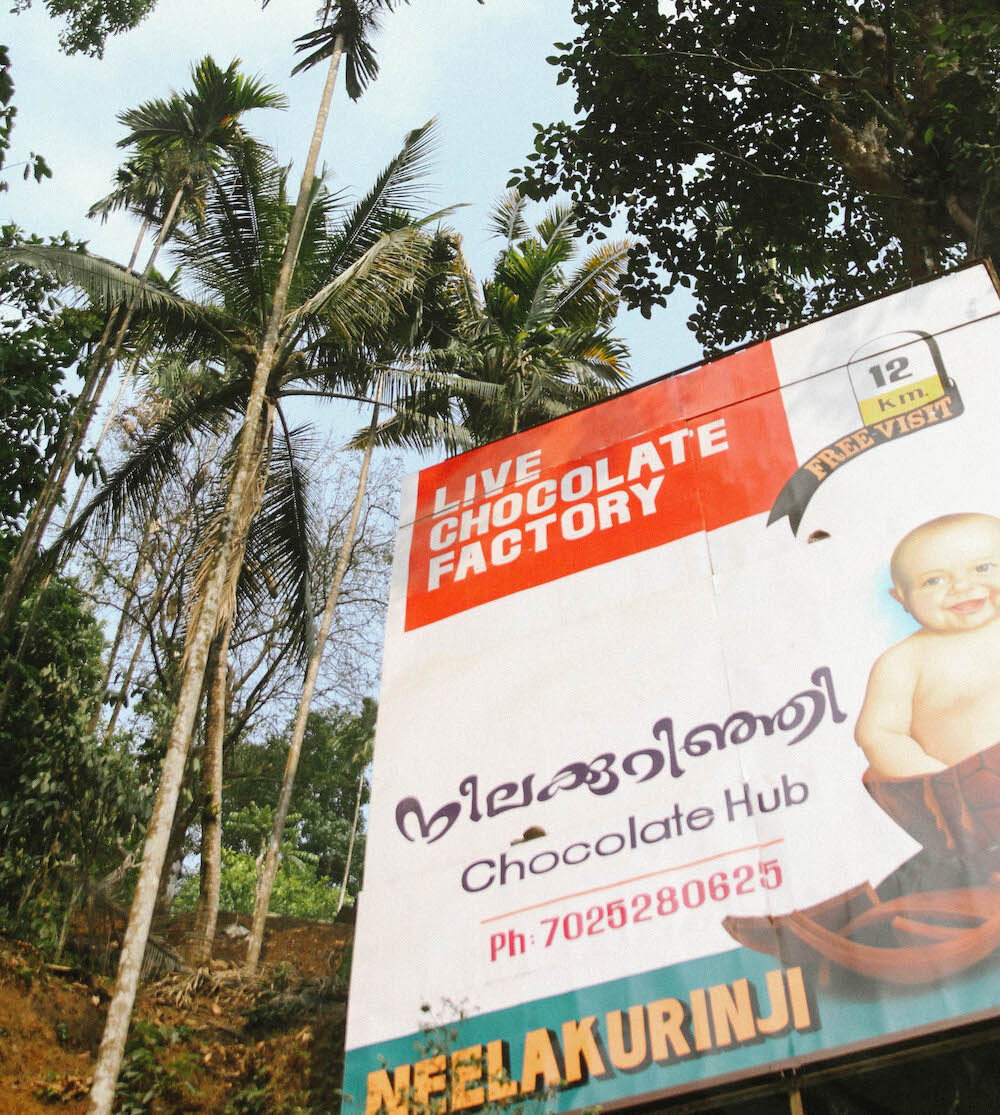 12
km.
FREE VISIT
LIVE
CHOCOLATE
FACTORY
നീലക്കുറിഞ്ഞി
Chocolate Hub
Ph: 7025280625
NEELAKURINJI